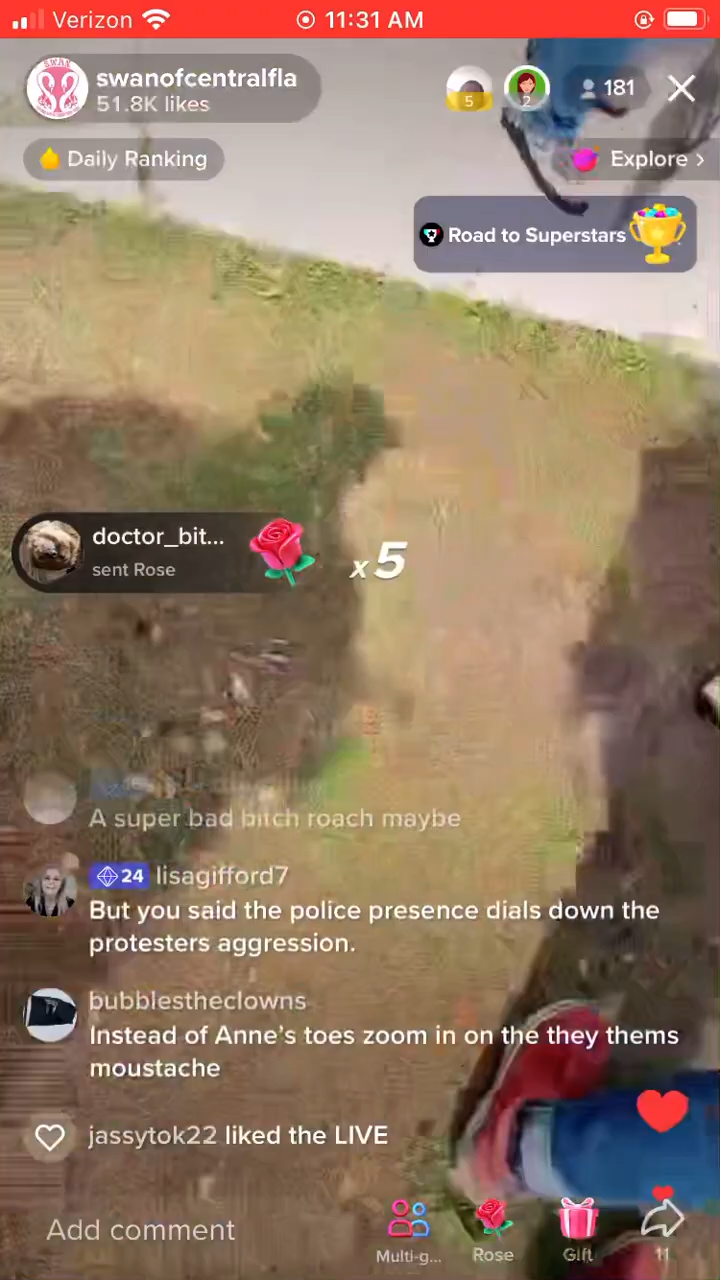 Verizon
11:31 AM
SWAN
swanofcentralfla
51.8K likes
5
2
181
Daily Ranking
Explore >
Road to Superstars
doctor_bit...
sent Rose
x5
A super bad bitch roach maybe
24 lisagifford7
But you said the police presence dials down the
protesters aggression.
bubblestheclowns
Instead of Anne's toes zoom in on the they thems
moustache
jassytok22 liked the LIVE
Add comment
Multi-g...
Rose
Gift
11